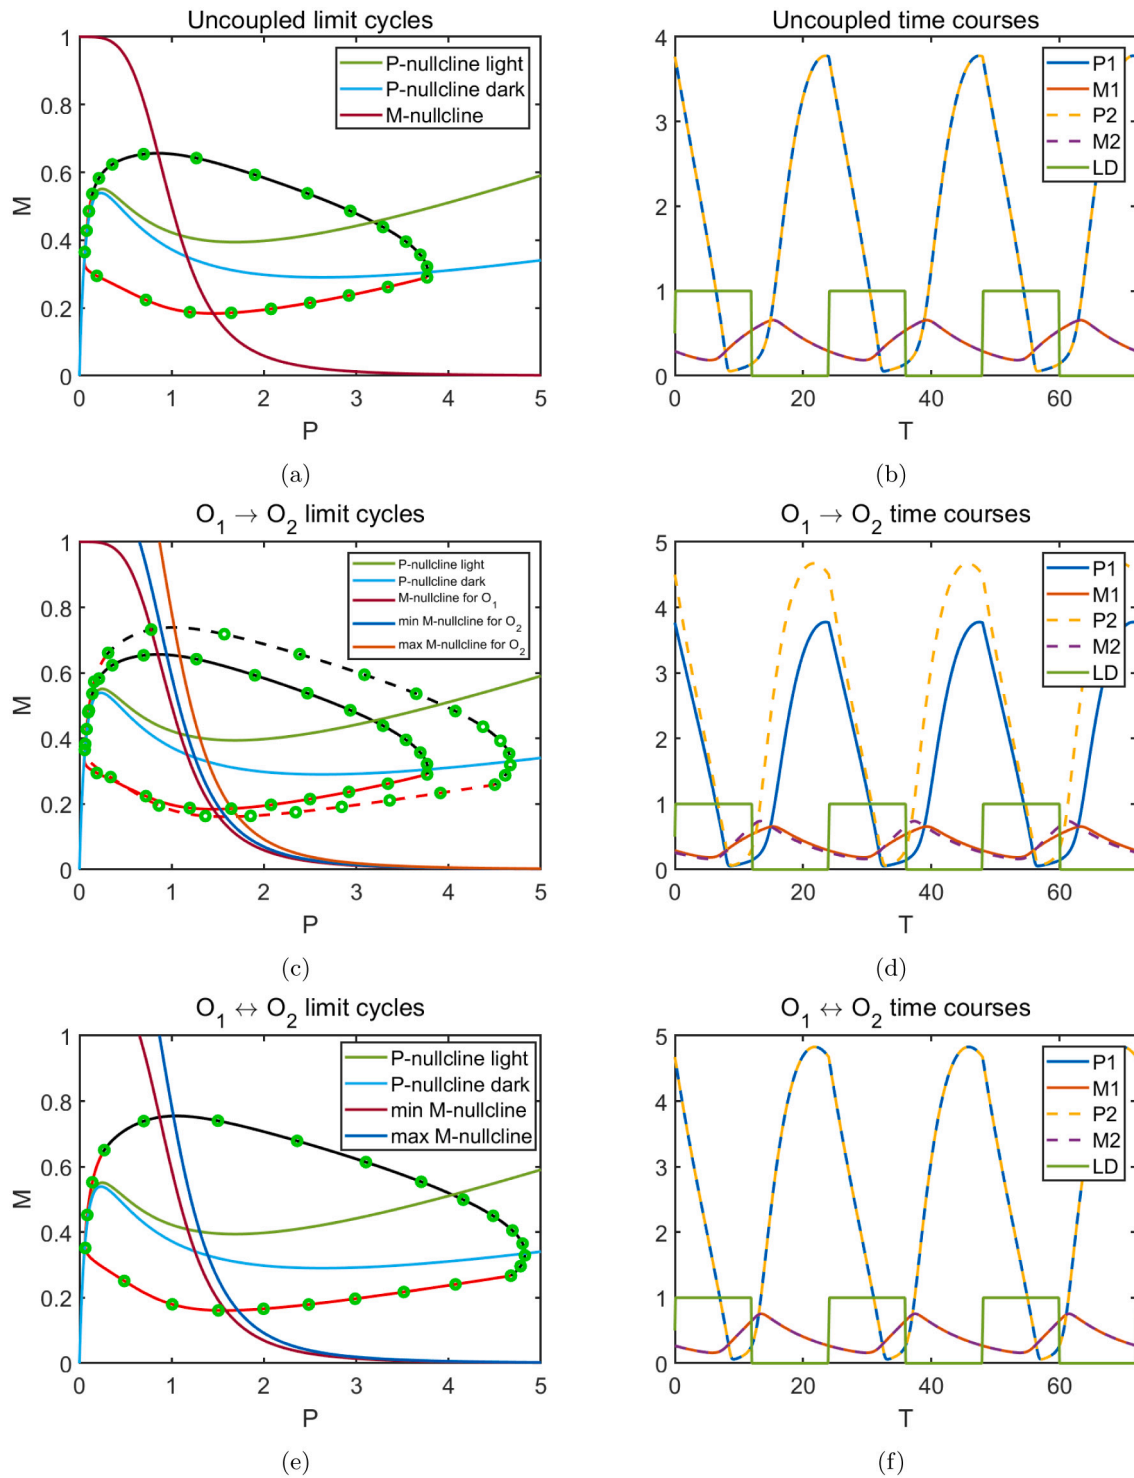 Uncoupled limit cycles
1
0.8
0.6
0.4
0.2
0
M
0 1 2 3 4 5
P
P-nullcline light
P-nullcline dark
M-nullcline
(a)
Uncoupled time courses
4
3
2
1
0
0 20 40 60
T
P1
M1
P2
M2
LD
(b)
O1 → O2 limit cycles
1
0.8
0.6
0.4
0.2
0
M
0 1 2 3 4 5
P
P-nullcline light
P-nullcline dark
M-nullcline for O1
min M-nullcline for O2
max M-nullcline for O2
(c)
O1 → O2 time courses
5
4
3
2
1
0
0 20 40 60
T
P1
M1
P2
M2
LD
(d)
O1 ↔ O2 limit cycles
1
0.8
0.6
0.4
0.2
0
M
0 1 2 3 4 5
P
P-nullcline light
P-nullcline dark
min M-nullcline
max M-nullcline
(e)
O1 ↔ O2 time courses
5
4
3
2
1
0
0 20 40 60
T
P1
M1
P2
M2
LD
(f)